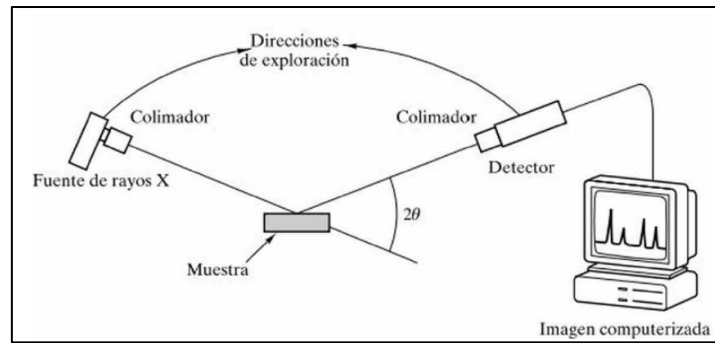 Direcciones
de exploración
Colimador
Colimador
Fuente de rayos X
Detector
2θ
Muestra
Imagen computerizada